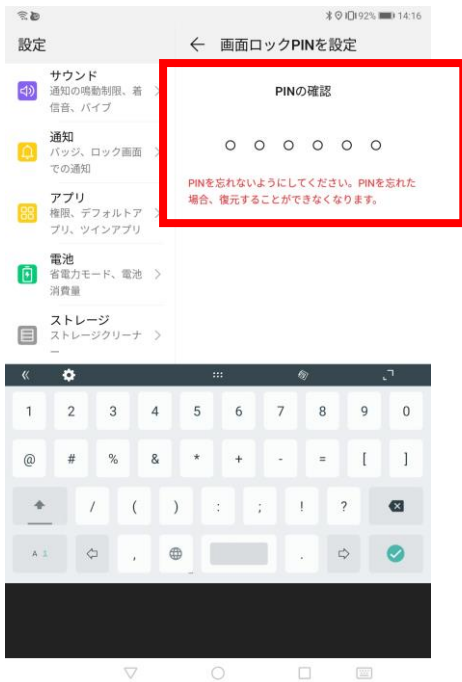 92% 14:16
設定
← 画面ロックPINを設定
サウンド
通知の鳴動制限、着
信音、バイブ
PINの確認
通知
バッジ、ロック画面
での通知
PINを忘れないようにしてください。PINを忘れた
場合、復元することができなくなります。
アプリ
権限、デフォルトア
プリ、ツインアプリ
電池
省電力モード、電池
消費量
ストレージ
ストレージクリーナ
ー
1 2 3 4 5 6 7 8 9 0
@ # % & * + - = [ ]
/ ( ) : ; ! ?
, .